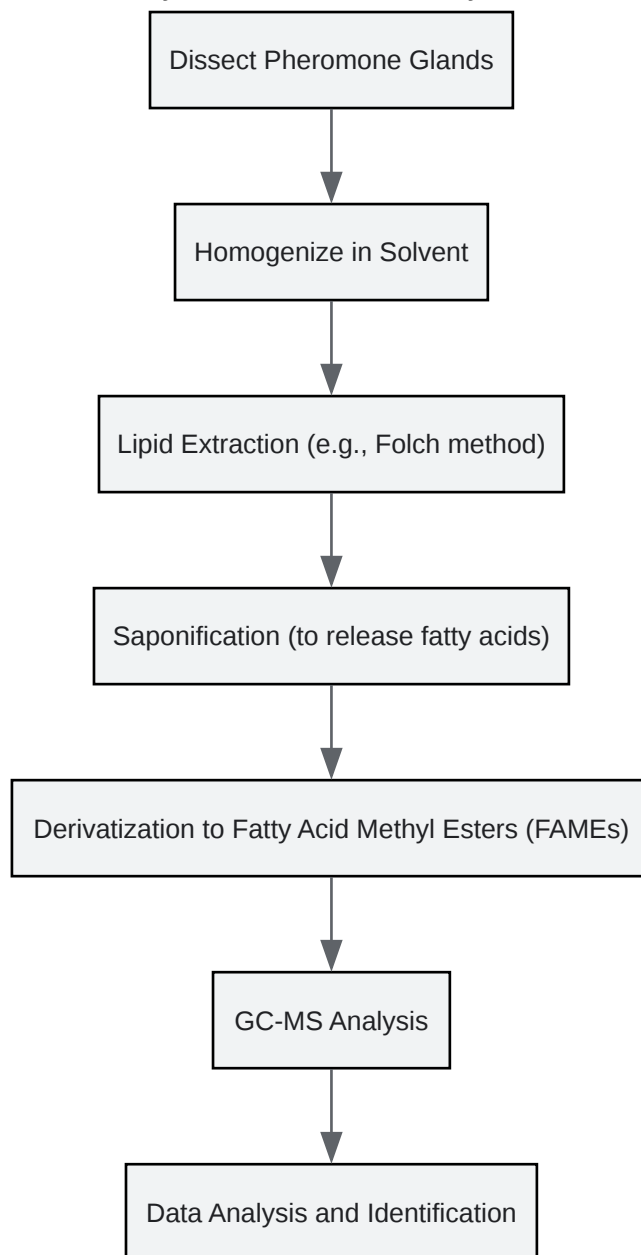 Dissect Pheromone Glands
Homogenize in Solvent
Lipid Extraction (e.g., Folch method)
Saponification (to release fatty acids)
Derivatization to Fatty Acid Methyl Esters (FAMEs)
GC-MS Analysis
Data Analysis and Identification